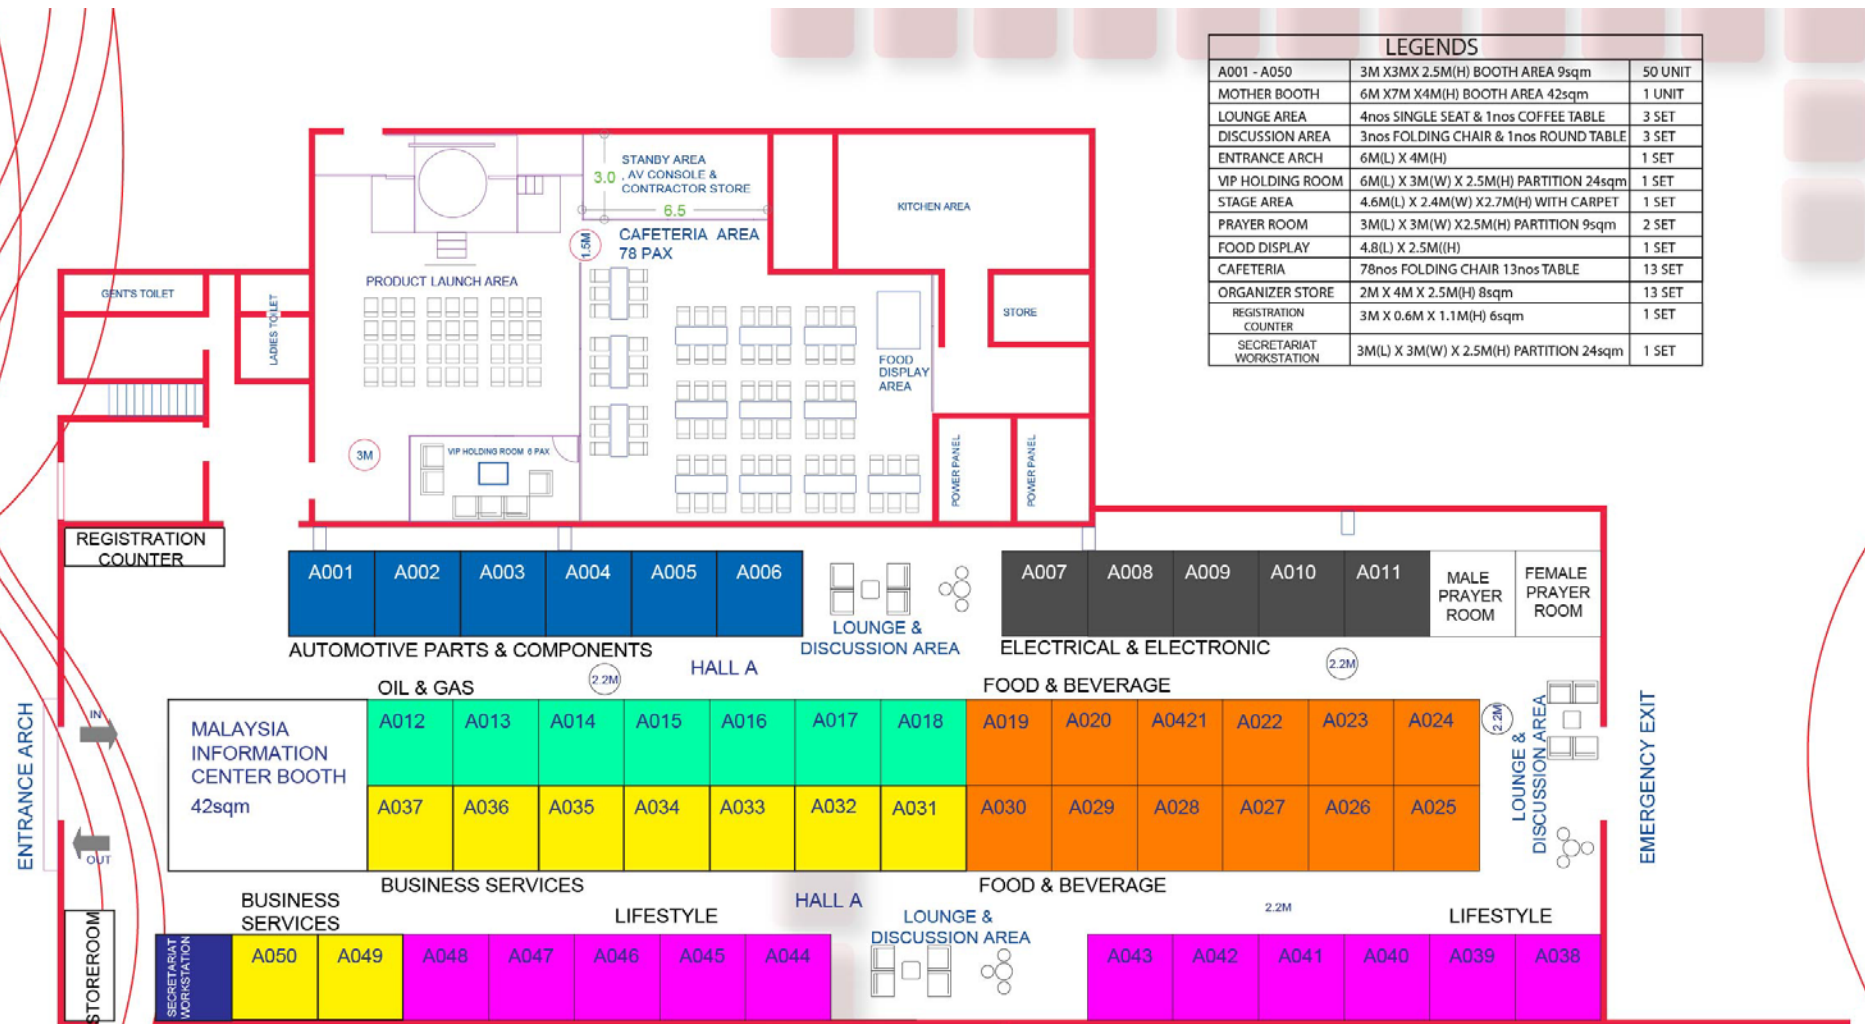 LEGENDS
A001 - A050 3M X3MX 2.5M(H) BOOTH AREA 9sqm 50 UNIT
MOTHER BOOTH 6M X7M X4M(H) BOOTH AREA 42sqm 1 UNIT
LOUNGE AREA 4nos SINGLE SEAT & 1nos COFFEE TABLE 3 SET
DISCUSSION AREA 3nos FOLDING CHAIR & 1nos ROUND TABLE 3 SET
ENTRANCE ARCH 6M(L) X 4M(H) 1 SET
VIP HOLDING ROOM 6M(L) X 3M(W) X 2.5M(H) PARTITION 24sqm 1 SET
STAGE AREA 4.6M(L) X 2.4M(W) X2.7M(H) WITH CARPET 1 SET
PRAYER ROOM 3M(L) X 3M(W) X2.5M(H) PARTITION 9sqm 2 SET
FOOD DISPLAY 4.8(L) X 2.5M((H) 1 SET
CAFETERIA 78nos FOLDING CHAIR 13nos TABLE 13 SET
ORGANIZER STORE 2M X 4M X 2.5M(H) 8sqm 13 SET
REGISTRATION
COUNTER 3M X 0.6M X 1.1M(H) 6sqm 1 SET
SECRETARIAT
WORKSTATION 3M(L) X 3M(W) X 2.5M(H) PARTITION 24sqm 1 SET
STANBY AREA
, AV CONSOLE &
CONTRACTOR STORE
3.0
6.5
KITCHEN AREA
1.5M
CAFETERIA AREA
78 PAX
PRODUCT LAUNCH AREA
GENT'S TOILET
LADIES TOILET
STORE
FOOD
DISPLAY
AREA
3M
VIP HOLDING ROOM 6 PAX
POWER PANEL
POWER PANEL
REGISTRATION
COUNTER
A001 A002 A003 A004 A005 A006
A007 A008 A009 A010 A011
MALE
PRAYER
ROOM
FEMALE
PRAYER
ROOM
LOUNGE &
DISCUSSION AREA
AUTOMOTIVE PARTS & COMPONENTS
ELECTRICAL & ELECTRONIC
HALL A
2.2M
2.2M
OIL & GAS
FOOD & BEVERAGE
ENTRANCE ARCH
IN
OUT
MALAYSIA
INFORMATION
CENTER BOOTH
42sqm
A012 A013 A014 A015 A016 A017 A018 A019 A020 A0421 A022 A023 A024
A037 A036 A035 A034 A033 A032 A031 A030 A029 A028 A027 A026 A025
2.2M
LOUNGE &
DISCUSSION AREA
EMERGENCY EXIT
BUSINESS SERVICES
FOOD & BEVERAGE
BUSINESS
SERVICES
HALL A
LIFESTYLE
LOUNGE &
DISCUSSION AREA
2.2M
LIFESTYLE
STOREROOM
SECRETARIAT
WORKSTATION
A050 A049 A048 A047 A046 A045 A044
A043 A042 A041 A040 A039 A038